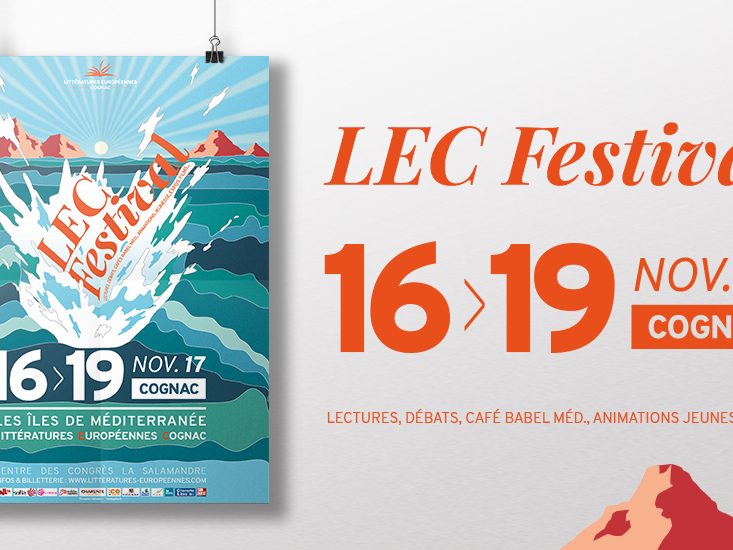 LITTÉRATURES EUROPÉENNES
COGNAC
LEC
Festival
16 > 19 NOV. 17
COGNAC
LES ÎLES DE MÉDITERRANÉE
LITTÉRATURES EUROPÉENNES COGNAC
CENTRE DES CONGRÈS LA SALAMANDRE
INFOS & BILLETTERIE : WWW.LITTERATURES-EUROPEENNES.COM
LEC Festiva
16 > 19 NOV.
COGN
LECTURES, DÉBATS, CAFÉ BABEL MÉD., ANIMATIONS JEUNES